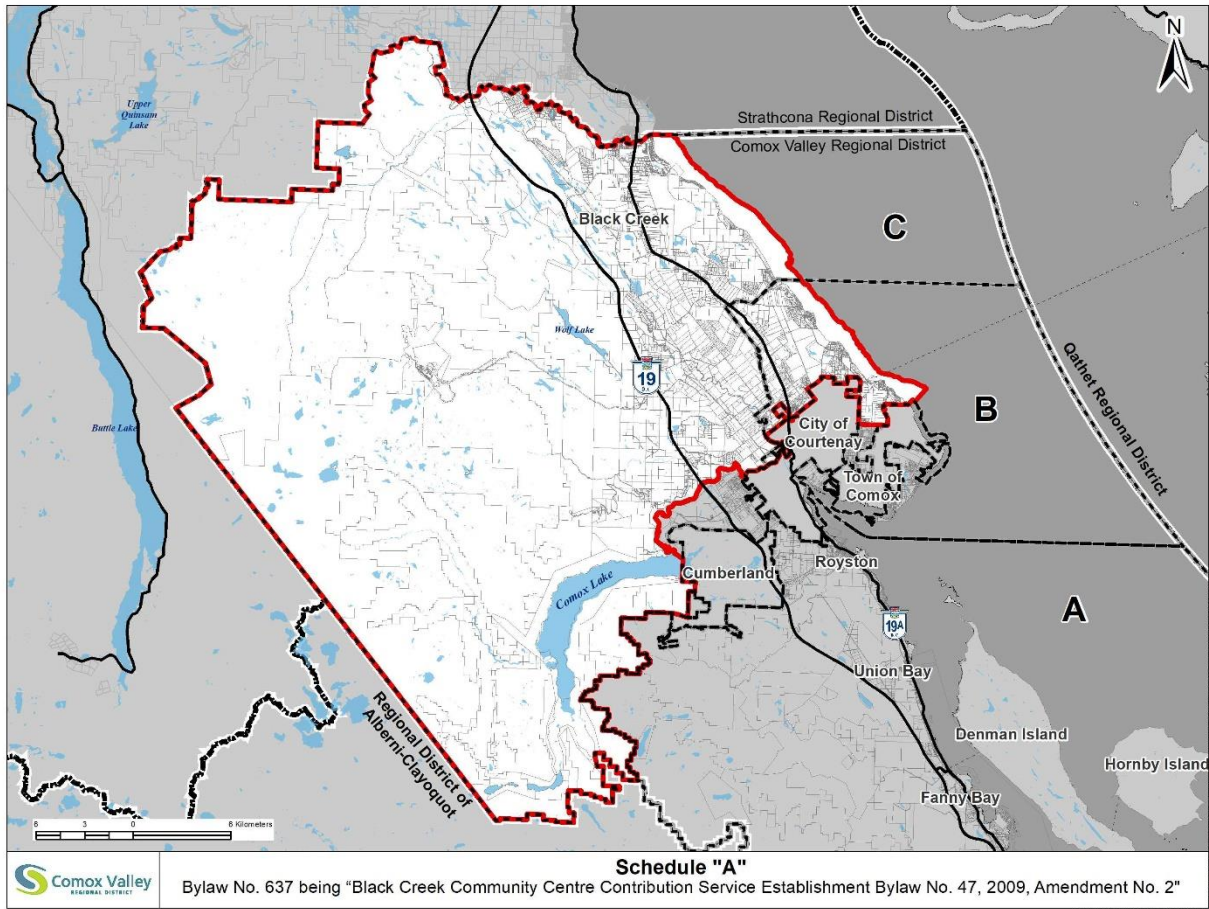 N
Upper
Quinsam
Lake
Strathcona Regional District
Comox Valley Regional District
Black Creek
C
Wolf Lake
19
B.C.
Qathet Regional District
B
City of
Courtenay
Buttle Lake
Town of
Comox
Comox Lake
Cumberland
Royston
A
19A
B.C.
Union Bay
Regional District of
Alberni-Clayoquot
Denman Island
Hornby Island
Fanny Bay
6 3 0 6 Kilometers
Comox Valley
REGIONAL DISTRICT
Schedule "A"
Bylaw No. 637 being “Black Creek Community Centre Contribution Service Establishment Bylaw No. 47, 2009, Amendment No. 2"